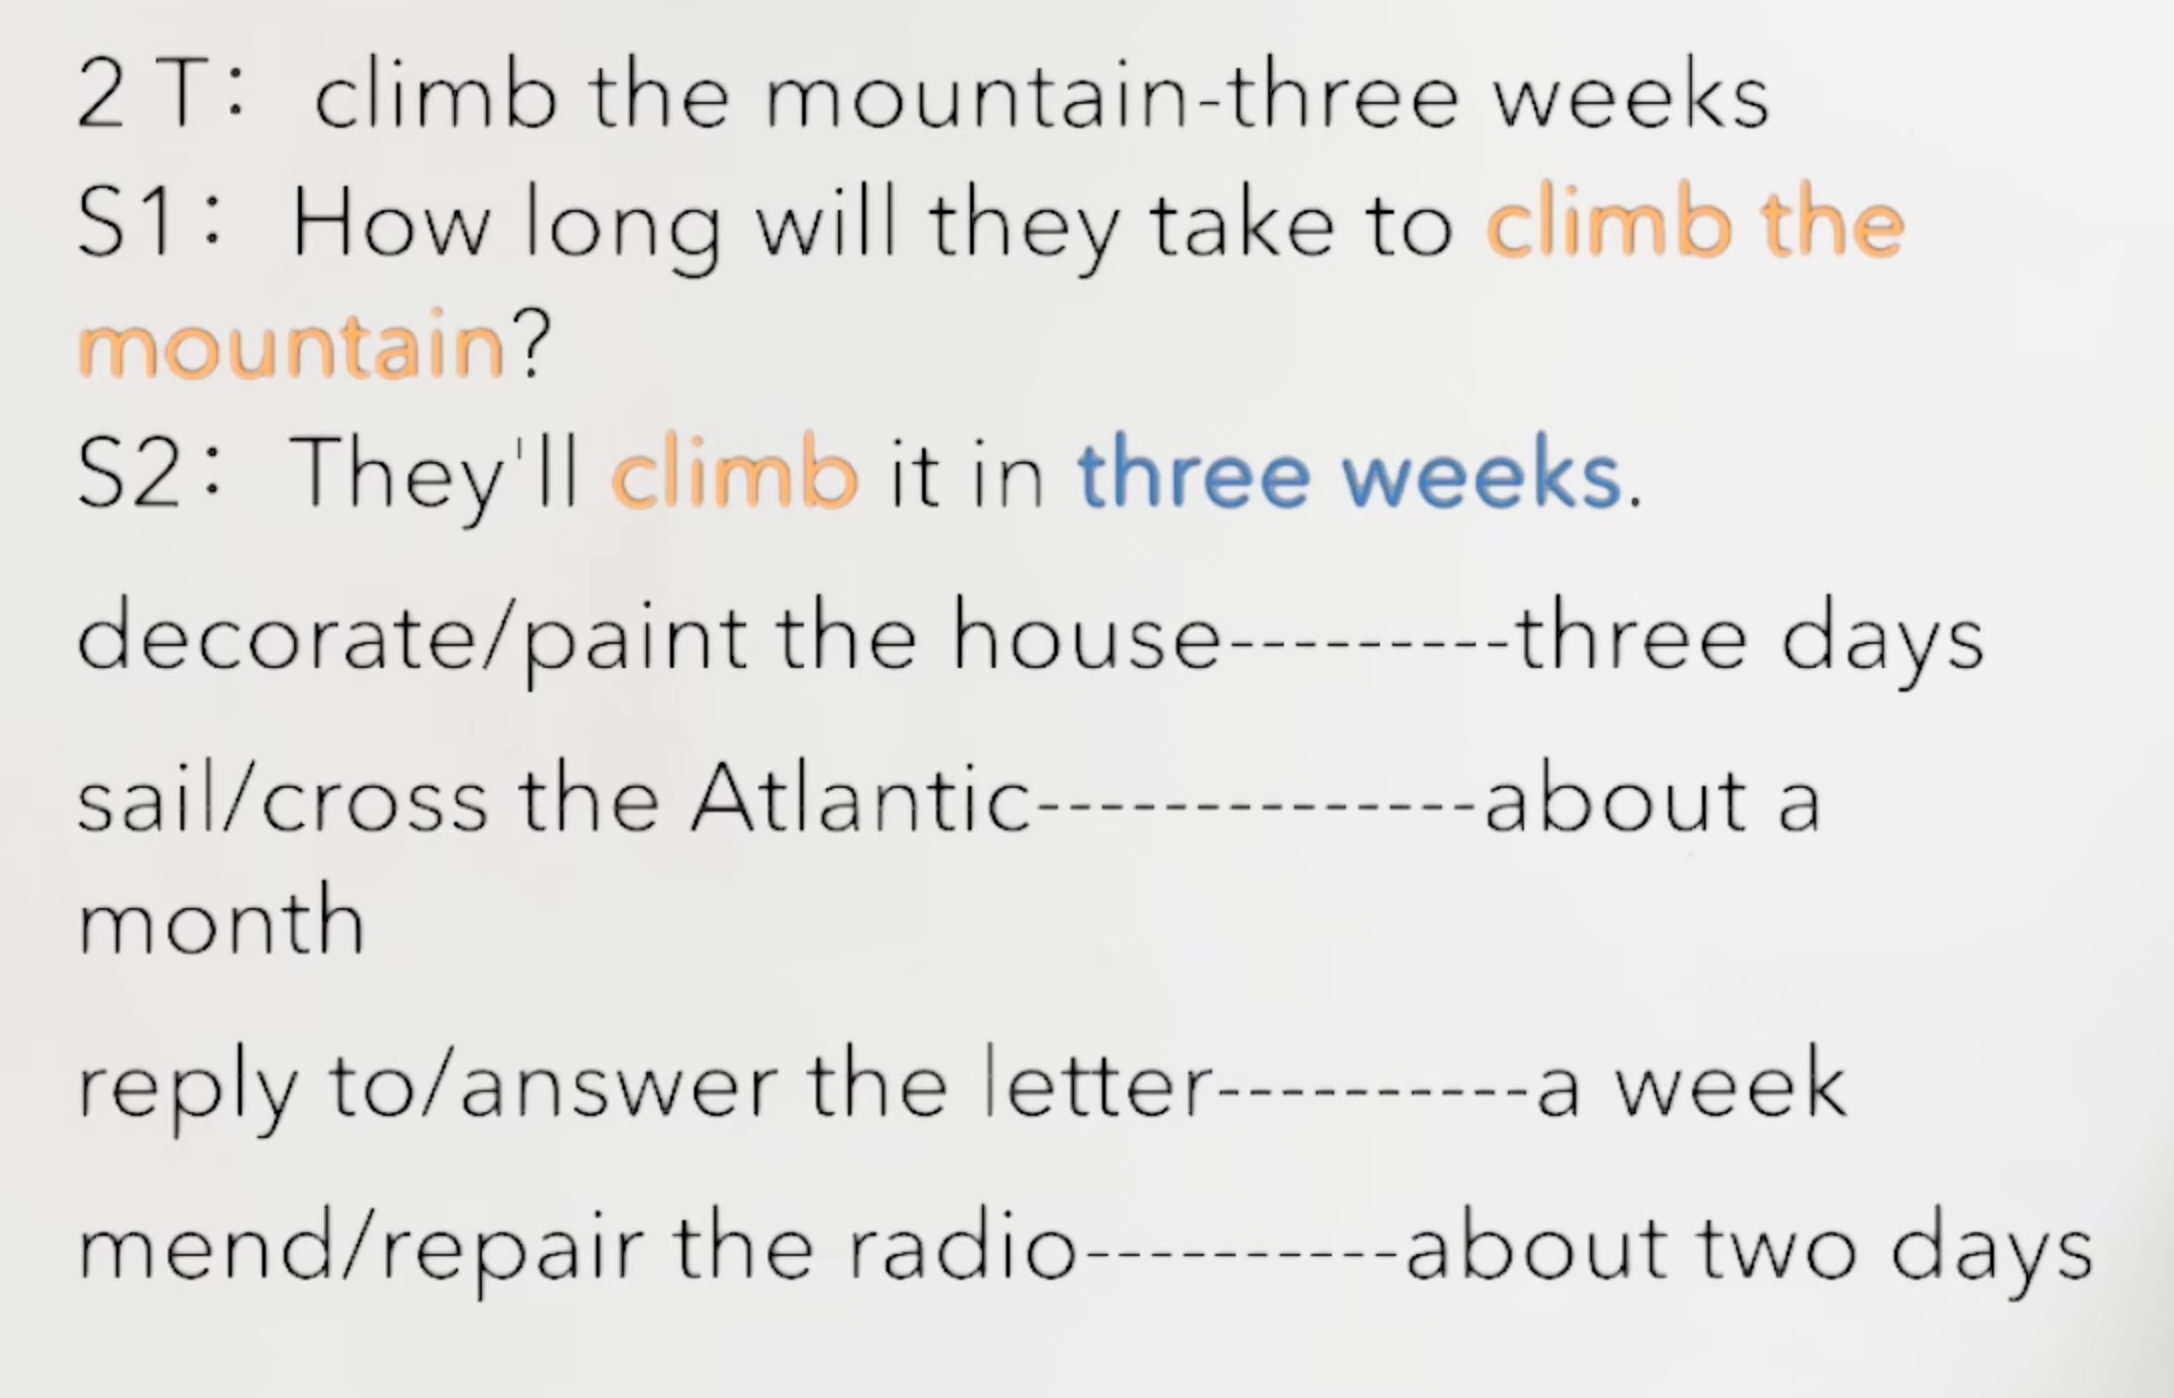 2 T： climb the mountain-three weeks
S1： How long will they take to climb the
mountain?
S2： They'll climb it in three weeks.
decorate/paint the house---------three days
sail/cross the Atlantic--------------about a
month
reply to/answer the letter----------a week
mend/repair the radio----------about two days